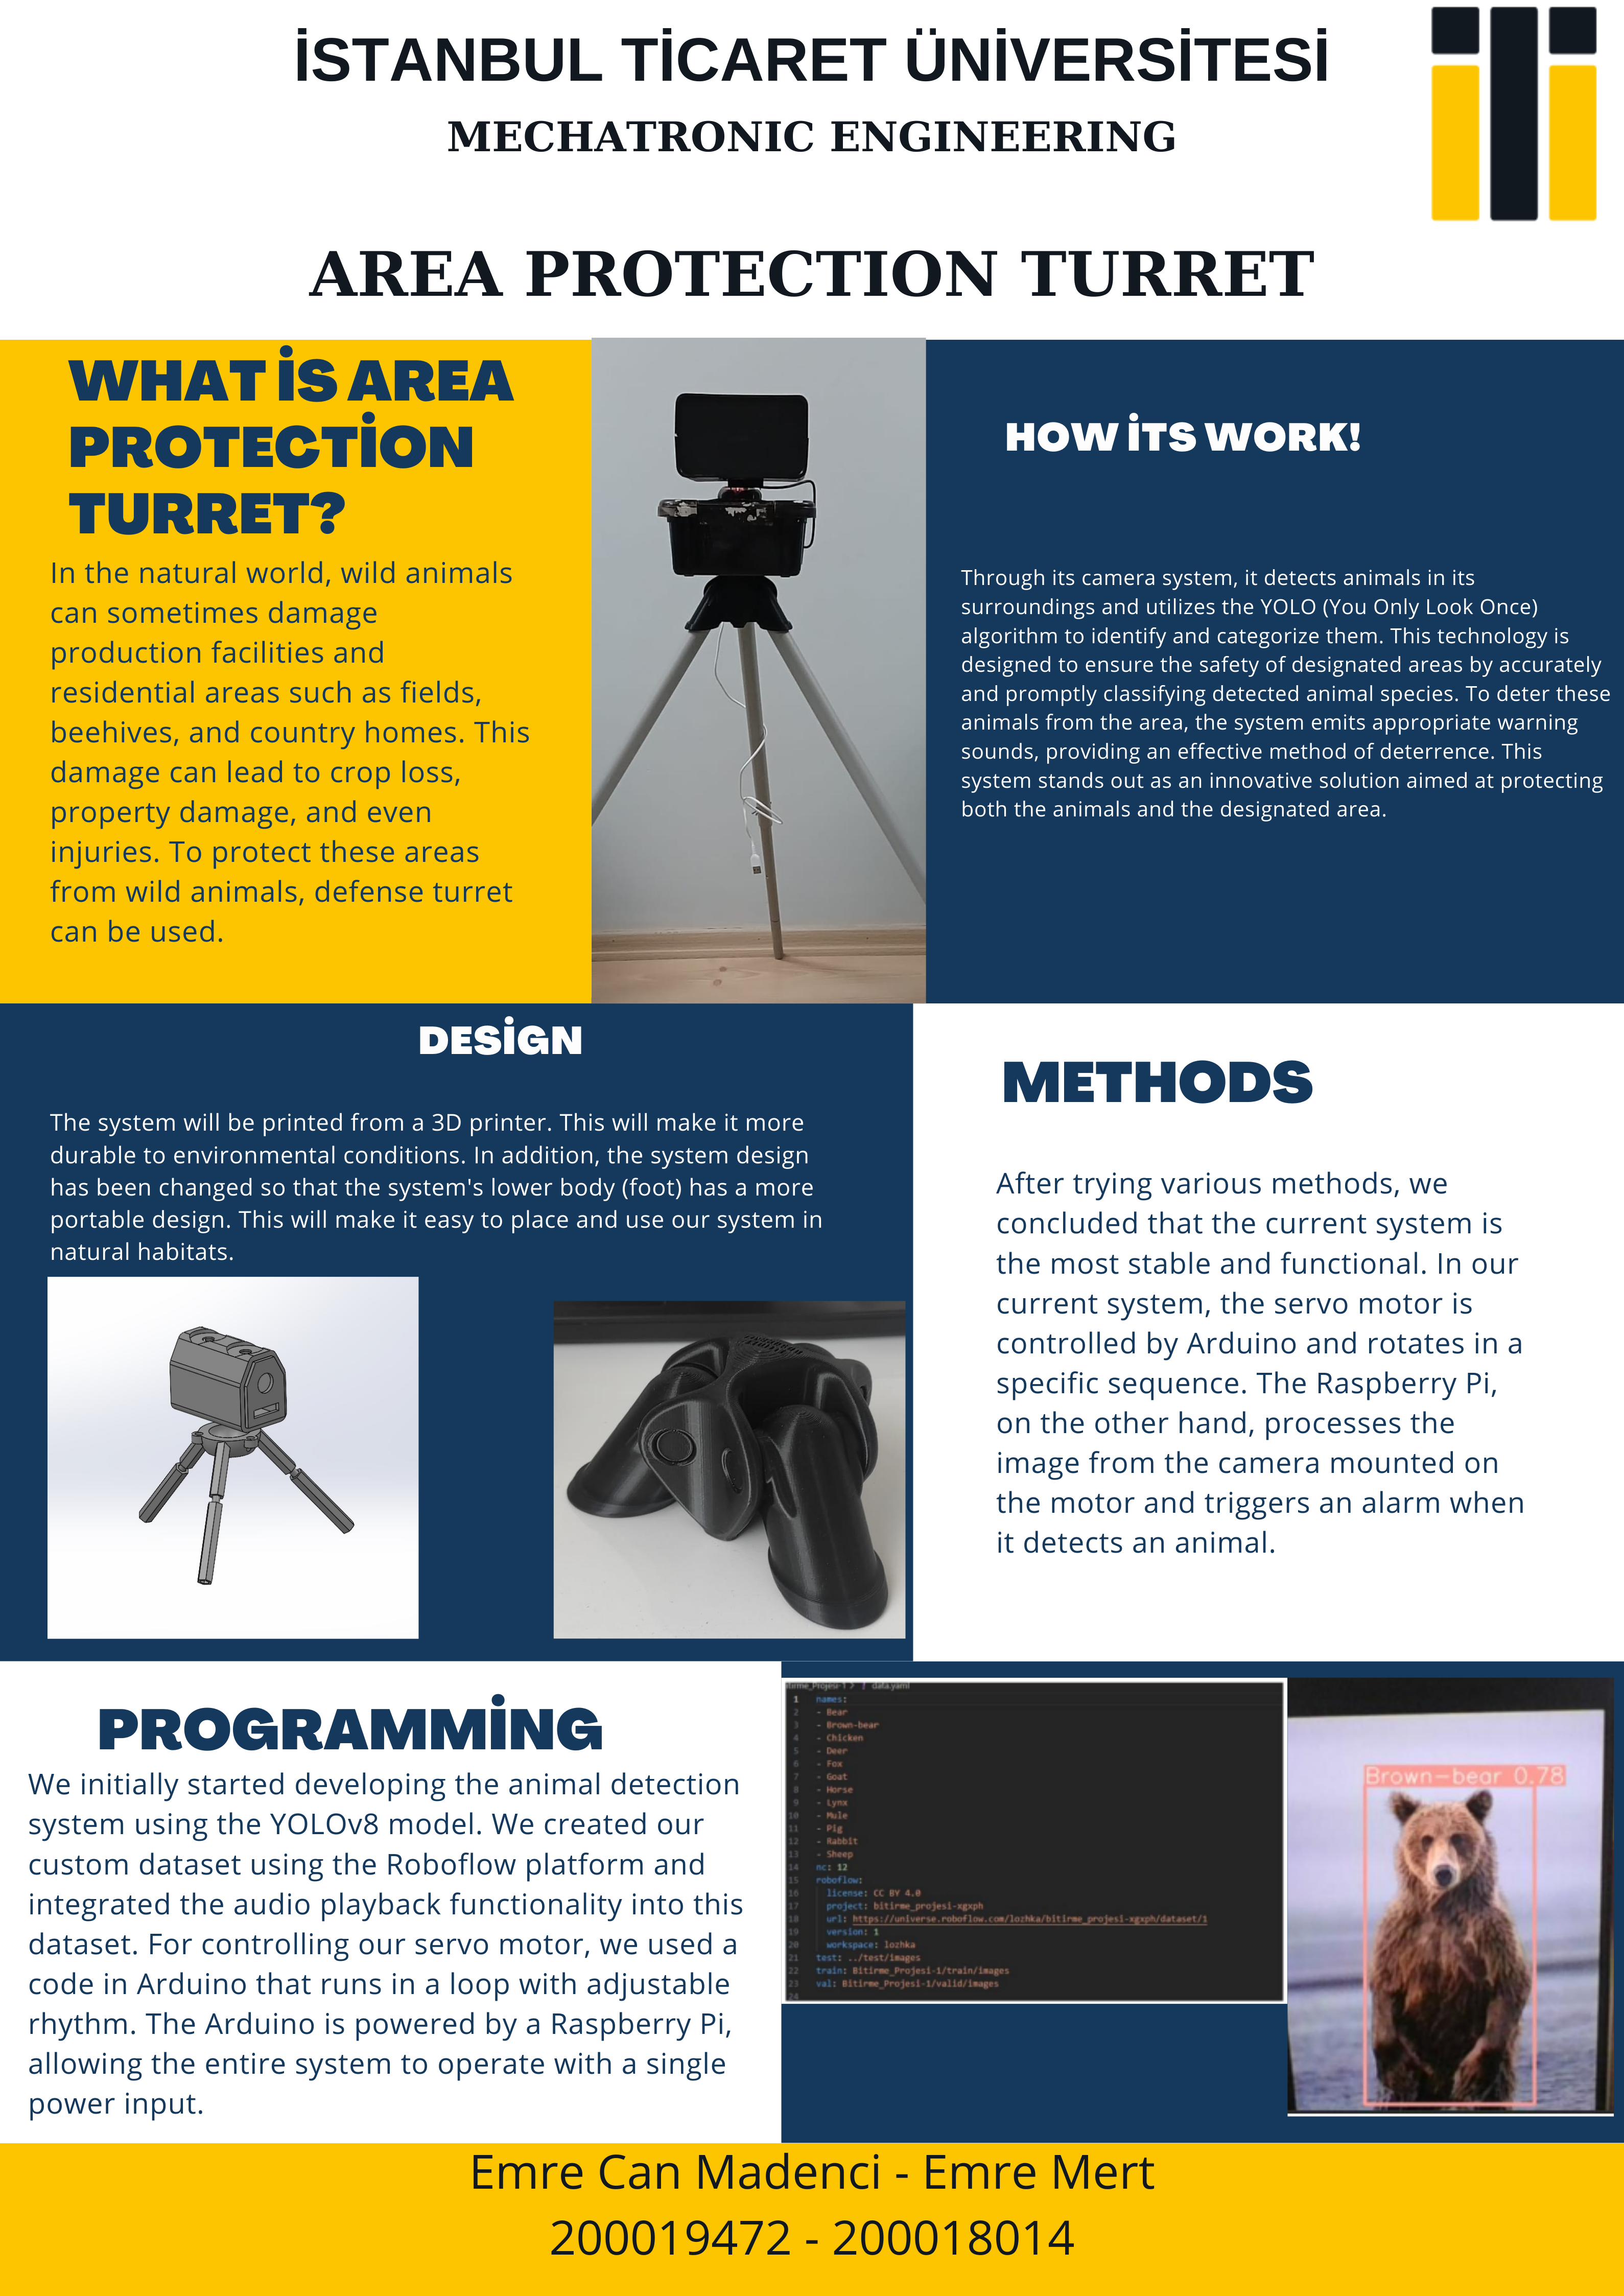 İSTANBUL TİCARET ÜNİVERSİTESİ
MECHATRONIC ENGINEERING
AREA PROTECTION TURRET
WHAT İS AREA
PROTECTİON
TURRET?
In the natural world, wild animals
can sometimes damage
production facilities and
residential areas such as fields,
beehives, and country homes. This
damage can lead to crop loss,
property damage, and even
injuries. To protect these areas
from wild animals, defense turret
can be used.
HOW İTS WORK!
Through its camera system, it detects animals in its
surroundings and utilizes the YOLO (You Only Look Once)
algorithm to identify and categorize them. This technology is
designed to ensure the safety of designated areas by accurately
and promptly classifying detected animal species. To deter these
animals from the area, the system emits appropriate warning
sounds, providing an effective method of deterrence. This
system stands out as an innovative solution aimed at protecting
both the animals and the designated area.
DESİGN
The system will be printed from a 3D printer. This will make it more
durable to environmental conditions. In addition, the system design
has been changed so that the system's lower body (foot) has a more
portable design. This will make it easy to place and use our system in
natural habitats.
METHODS
After trying various methods, we
concluded that the current system is
the most stable and functional. In our
current system, the servo motor is
controlled by Arduino and rotates in a
specific sequence. The Raspberry Pi,
on the other hand, processes the
image from the camera mounted on
the motor and triggers an alarm when
it detects an animal.
PROGRAMMİNG
We initially started developing the animal detection
system using the YOLOv8 model. We created our
custom dataset using the Roboflow platform and
integrated the audio playback functionality into this
dataset. For controlling our servo motor, we used a
code in Arduino that runs in a loop with adjustable
rhythm. The Arduino is powered by a Raspberry Pi,
allowing the entire system to operate with a single
power input.
data.yaml
1 names:
2 - Bear
3 - Brown-bear
4 - Chicken
5 - Deer
6 - Fox
7 - Goat
8 - Horse
9 - Lynx
10 - Mule
11 - Pig
12 - Rabbit
13 - Sheep
14 nc: 12
15 roboflow:
16 license: CC BY 4.0
17 project: bitirme_projesi-xgxph
18 url: https://universe.roboflow.com/lozhka/bitirme_projesi-xgxph/dataset/1
19 version: 1
20 workspace: lozhka
21 test: ../test/images
22 train: Bitirme_Projesi-1/train/images
23 val: Bitirme_Projesi-1/valid/images
24
Brown-bear 0.78
Emre Can Madenci - Emre Mert
200019472 - 200018014